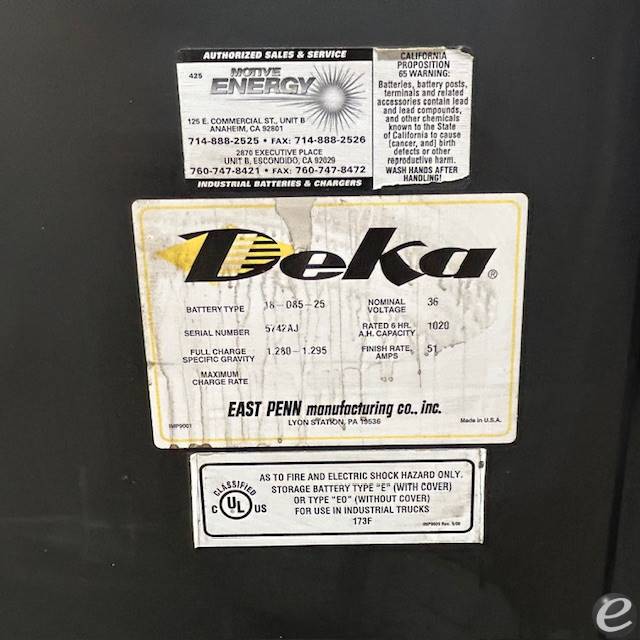 AUTHORIZED SALES & SERVICE
425
MOTIVE
ENERGY
125 E. COMMERCIAL ST., UNIT B
ANAHEIM, CA 92801
714-888-2525 • FAX: 714-888-2526
2870 EXECUTIVE PLACE
UNIT B, ESCONDIDO, CA 92029
760-747-8421 • FAX: 760-747-8472
INDUSTRIAL BATTERIES & CHARGERS
CALIFORNIA
PROPOSITION
65 WARNING:
Batteries, battery posts,
terminals and related
accessories contain lead
and lead compounds,
and other chemicals
known to the State
of California to cause
[cancer, and] birth
defects or other
reproductive harm.
WASH HANDS AFTER
HANDLING!
Deka®
BATTERY TYPE 18-D85-25
NOMINAL VOLTAGE 36
SERIAL NUMBER 5742AJ
RATED 6 HR. A.H. CAPACITY 1020
FULL CHARGE SPECIFIC GRAVITY 1.280-1.295
FINISH RATE, AMPS 51
MAXIMUM CHARGE RATE
EAST PENN manufacturing co., inc.
LYON STATION, PA 19536
IMP9001
Made in U.S.A.
CLASSIFIED
C UL US
AS TO FIRE AND ELECTRIC SHOCK HAZARD ONLY.
STORAGE BATTERY TYPE "E" (WITH COVER)
OR TYPE "EO" (WITHOUT COVER)
FOR USE IN INDUSTRIAL TRUCKS
173F
e